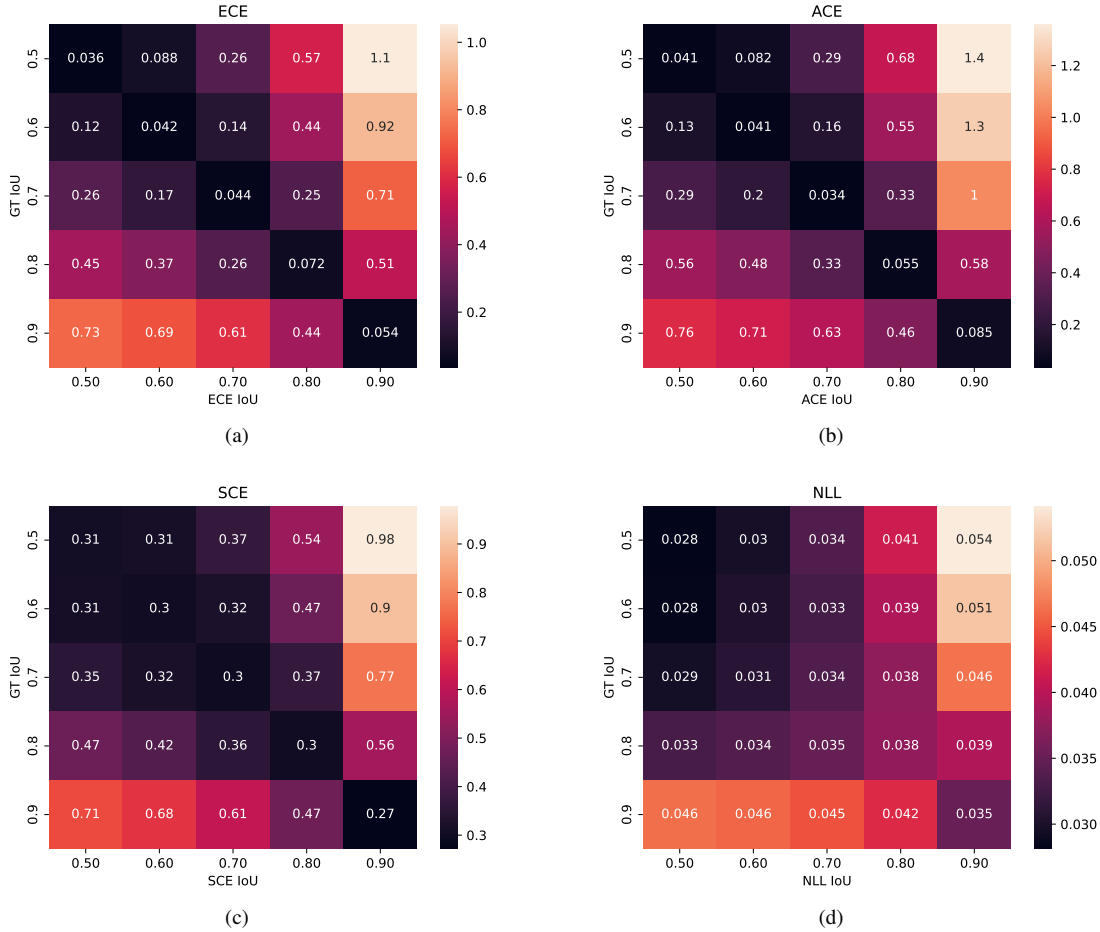 ECE
0.5 0.036 0.088 0.26 0.57 1.1 1.0
0.6 0.12 0.042 0.14 0.44 0.92 0.8
GT IoU 0.7 0.26 0.17 0.044 0.25 0.71 0.6
0.8 0.45 0.37 0.26 0.072 0.51 0.4
0.9 0.73 0.69 0.61 0.44 0.054 0.2
0.50 0.60 0.70 0.80 0.90
ECE IoU
(a)
ACE
0.5 0.041 0.082 0.29 0.68 1.4 1.2
0.6 0.13 0.041 0.16 0.55 1.3 1.0
0.8
GT IoU 0.7 0.29 0.2 0.034 0.33 1 0.6
0.8 0.56 0.48 0.33 0.055 0.58 0.4
0.9 0.76 0.71 0.63 0.46 0.085 0.2
0.50 0.60 0.70 0.80 0.90
ACE IoU
(b)
SCE
0.5 0.31 0.31 0.37 0.54 0.98 0.9
0.6 0.31 0.3 0.32 0.47 0.9 0.8
0.7
GT IoU 0.7 0.35 0.32 0.3 0.37 0.77 0.6
0.8 0.47 0.42 0.36 0.3 0.56 0.5
0.4
0.9 0.71 0.68 0.61 0.47 0.27 0.3
0.50 0.60 0.70 0.80 0.90
SCE IoU
(c)
NLL
0.5 0.028 0.03 0.034 0.041 0.054 0.050
0.6 0.028 0.03 0.033 0.039 0.051 0.045
GT IoU 0.7 0.029 0.031 0.034 0.038 0.046 0.040
0.8 0.033 0.034 0.035 0.038 0.039 0.035
0.9 0.046 0.046 0.045 0.042 0.035 0.030
0.50 0.60 0.70 0.80 0.90
NLL IoU
(d)